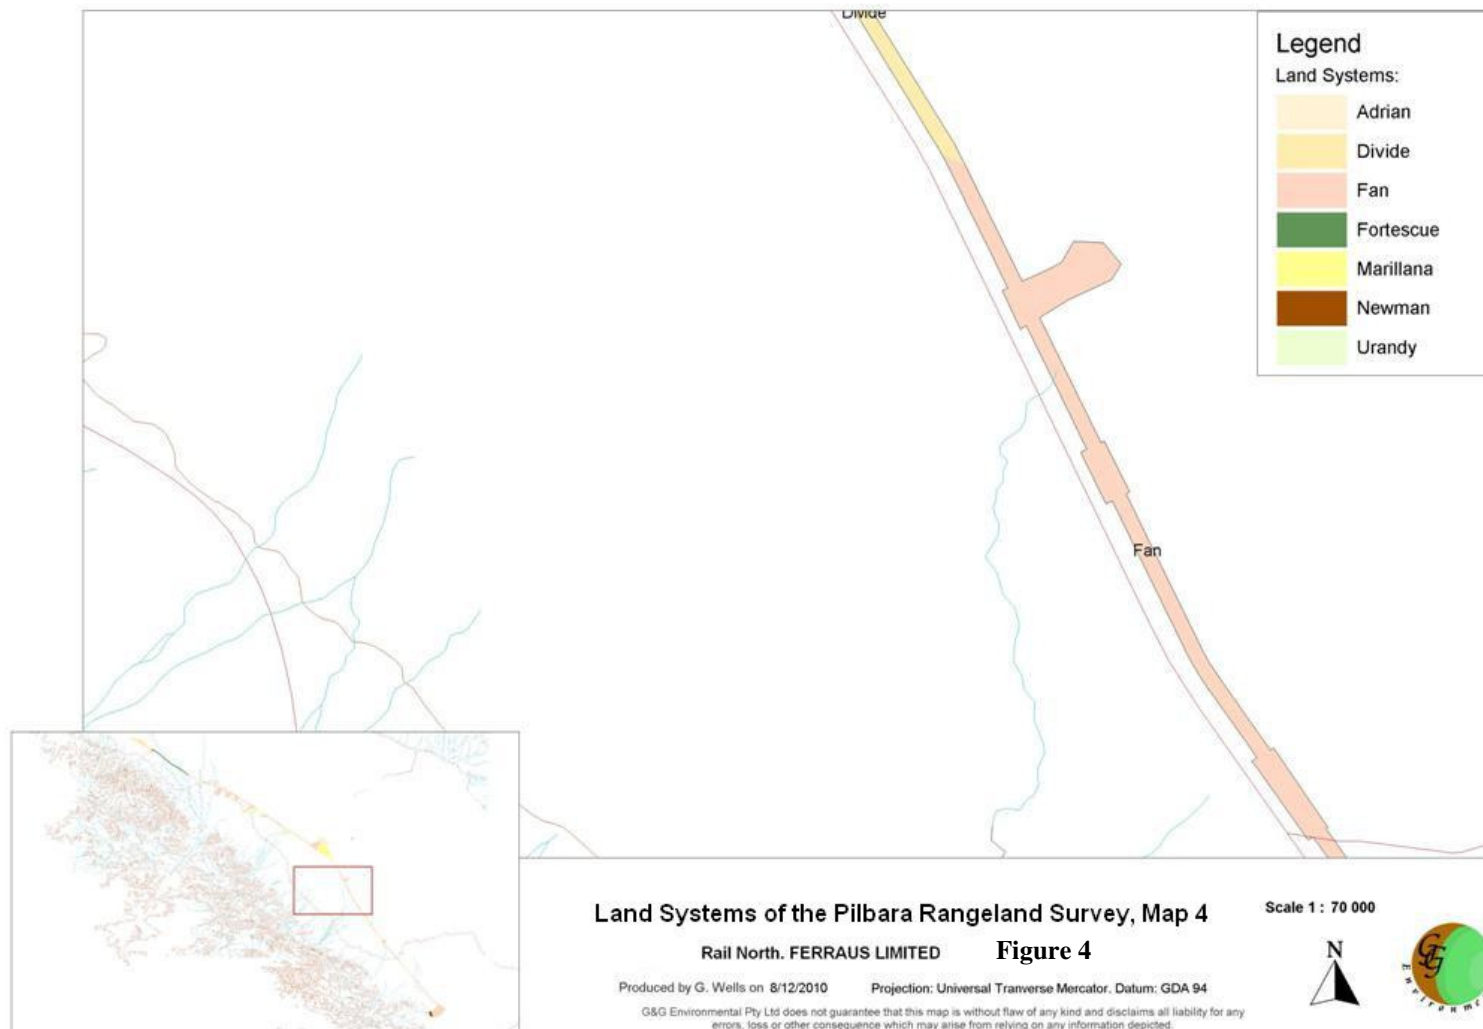 Divide
Legend
Land Systems:
Adrian
Divide
Fan
Fortescue
Marillana
Newman
Urandy
Fan
Land Systems of the Pilbara Rangeland Survey, Map 4
Scale 1 : 70 000
Rail North. FERRAUS LIMITED
Figure 4
N
Produced by G. Wells on 8/12/2010
Projection: Universal Tranverse Mercator. Datum: GDA 94
G&G Environmental Pty Ltd does not guarantee that this map is without flaw of any kind and disclaims all liability for any
errors, loss or other consequence which may arise from relying on any information depicted.